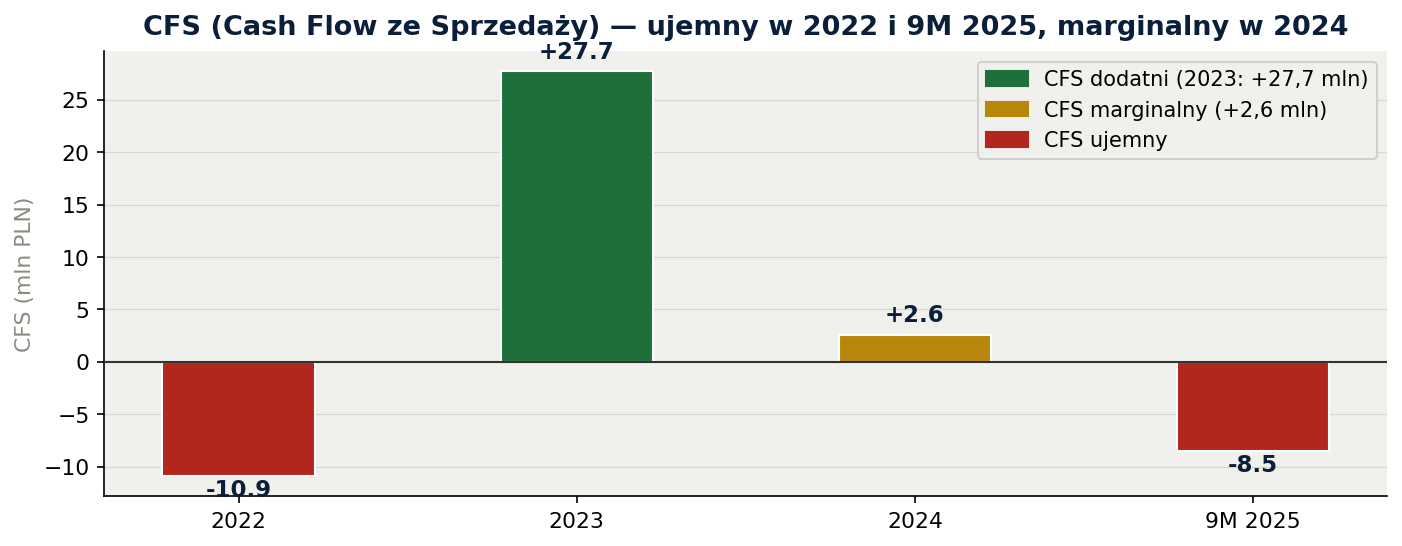 CFS (Cash Flow ze Sprzedaży) — ujemny w 2022 i 9M 2025, marginalny w 2024
+27.7
CFS dodatni (2023: +27,7 mln)
CFS marginalny (+2,6 mln)
CFS ujemny
CFS (mln PLN)
25
20
15
10
5
0
−5
−10
+2.6
-10.9
-8.5
2022
2023
2024
9M 2025